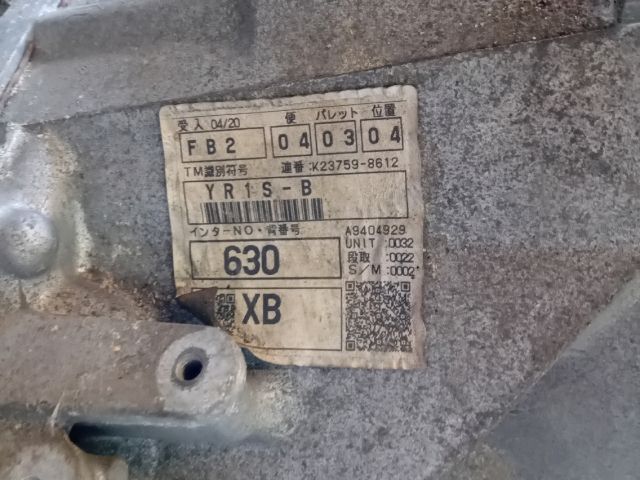 受入 04/20 便 パレット 位置
FB2 04 03 04
TM識別符号 連番:K23759-8612
YR1S-B
インターNO・背番号 A9404929
630 UNIT :0032
段取 :0022
S/M:0002*
XB